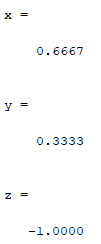 x =
0.6667
y =
0.3333
z =
-1.0000